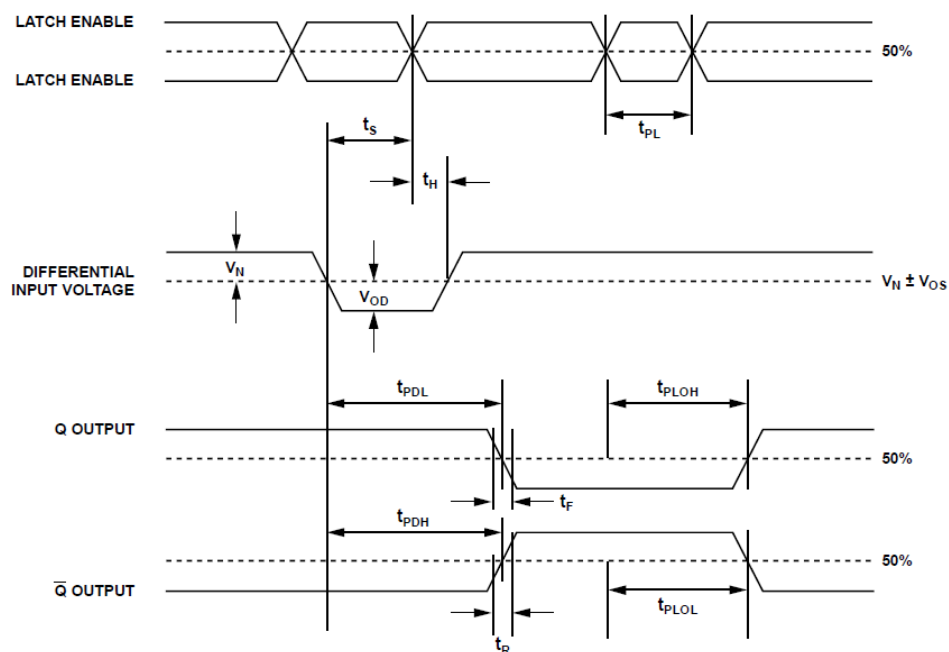 LATCH ENABLE
50%
LATCH ENABLE
tS
tPL
tH
VN
DIFFERENTIAL
INPUT VOLTAGE
VOD
VN ± VOS
tPDL
tPLOH
Q OUTPUT
50%
tF
tPDH
50%
Q̅ OUTPUT
tPLOL
tR